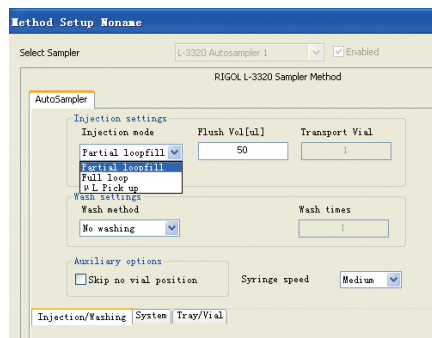 Method Setup Noname
Select Sampler L-3320 Autosampler 1 Enabled
RIGOL L-3320 Sampler Method
AutoSampler
Injection settings
Injection mode Flush Vol[ul] Transport Vial
Partial loopfill 50 1
Partial loopfill
Full loop
μL Pick up
Wash settings
Wash method Wash times
No washing 1
Auxiliary options
Skip no vial position Syringe speed Medium
Injection/Washing System Tray/Vial